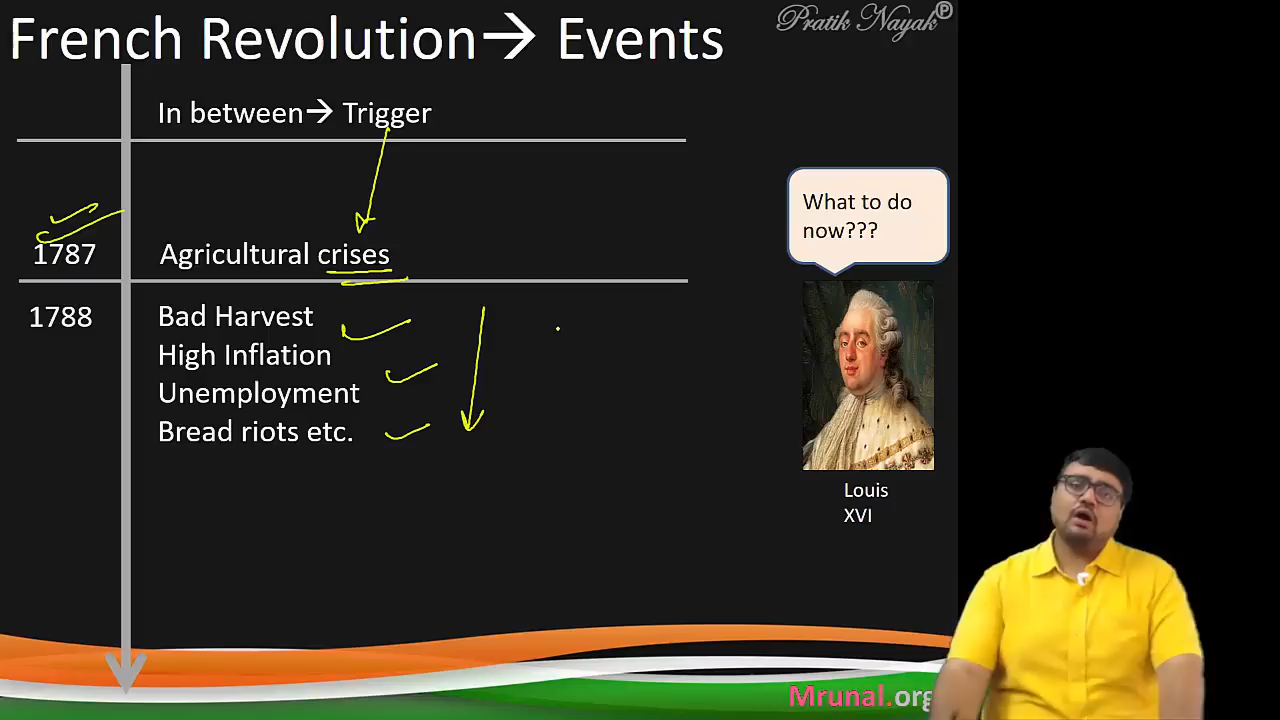 French Revolution→ Events
Pratik Nayak
P
In between→ Trigger
1787
Agricultural crises
What to do
now???
1788
Bad Harvest
High Inflation
Unemployment
Bread riots etc.
Louis
XVI
Mrunal.org